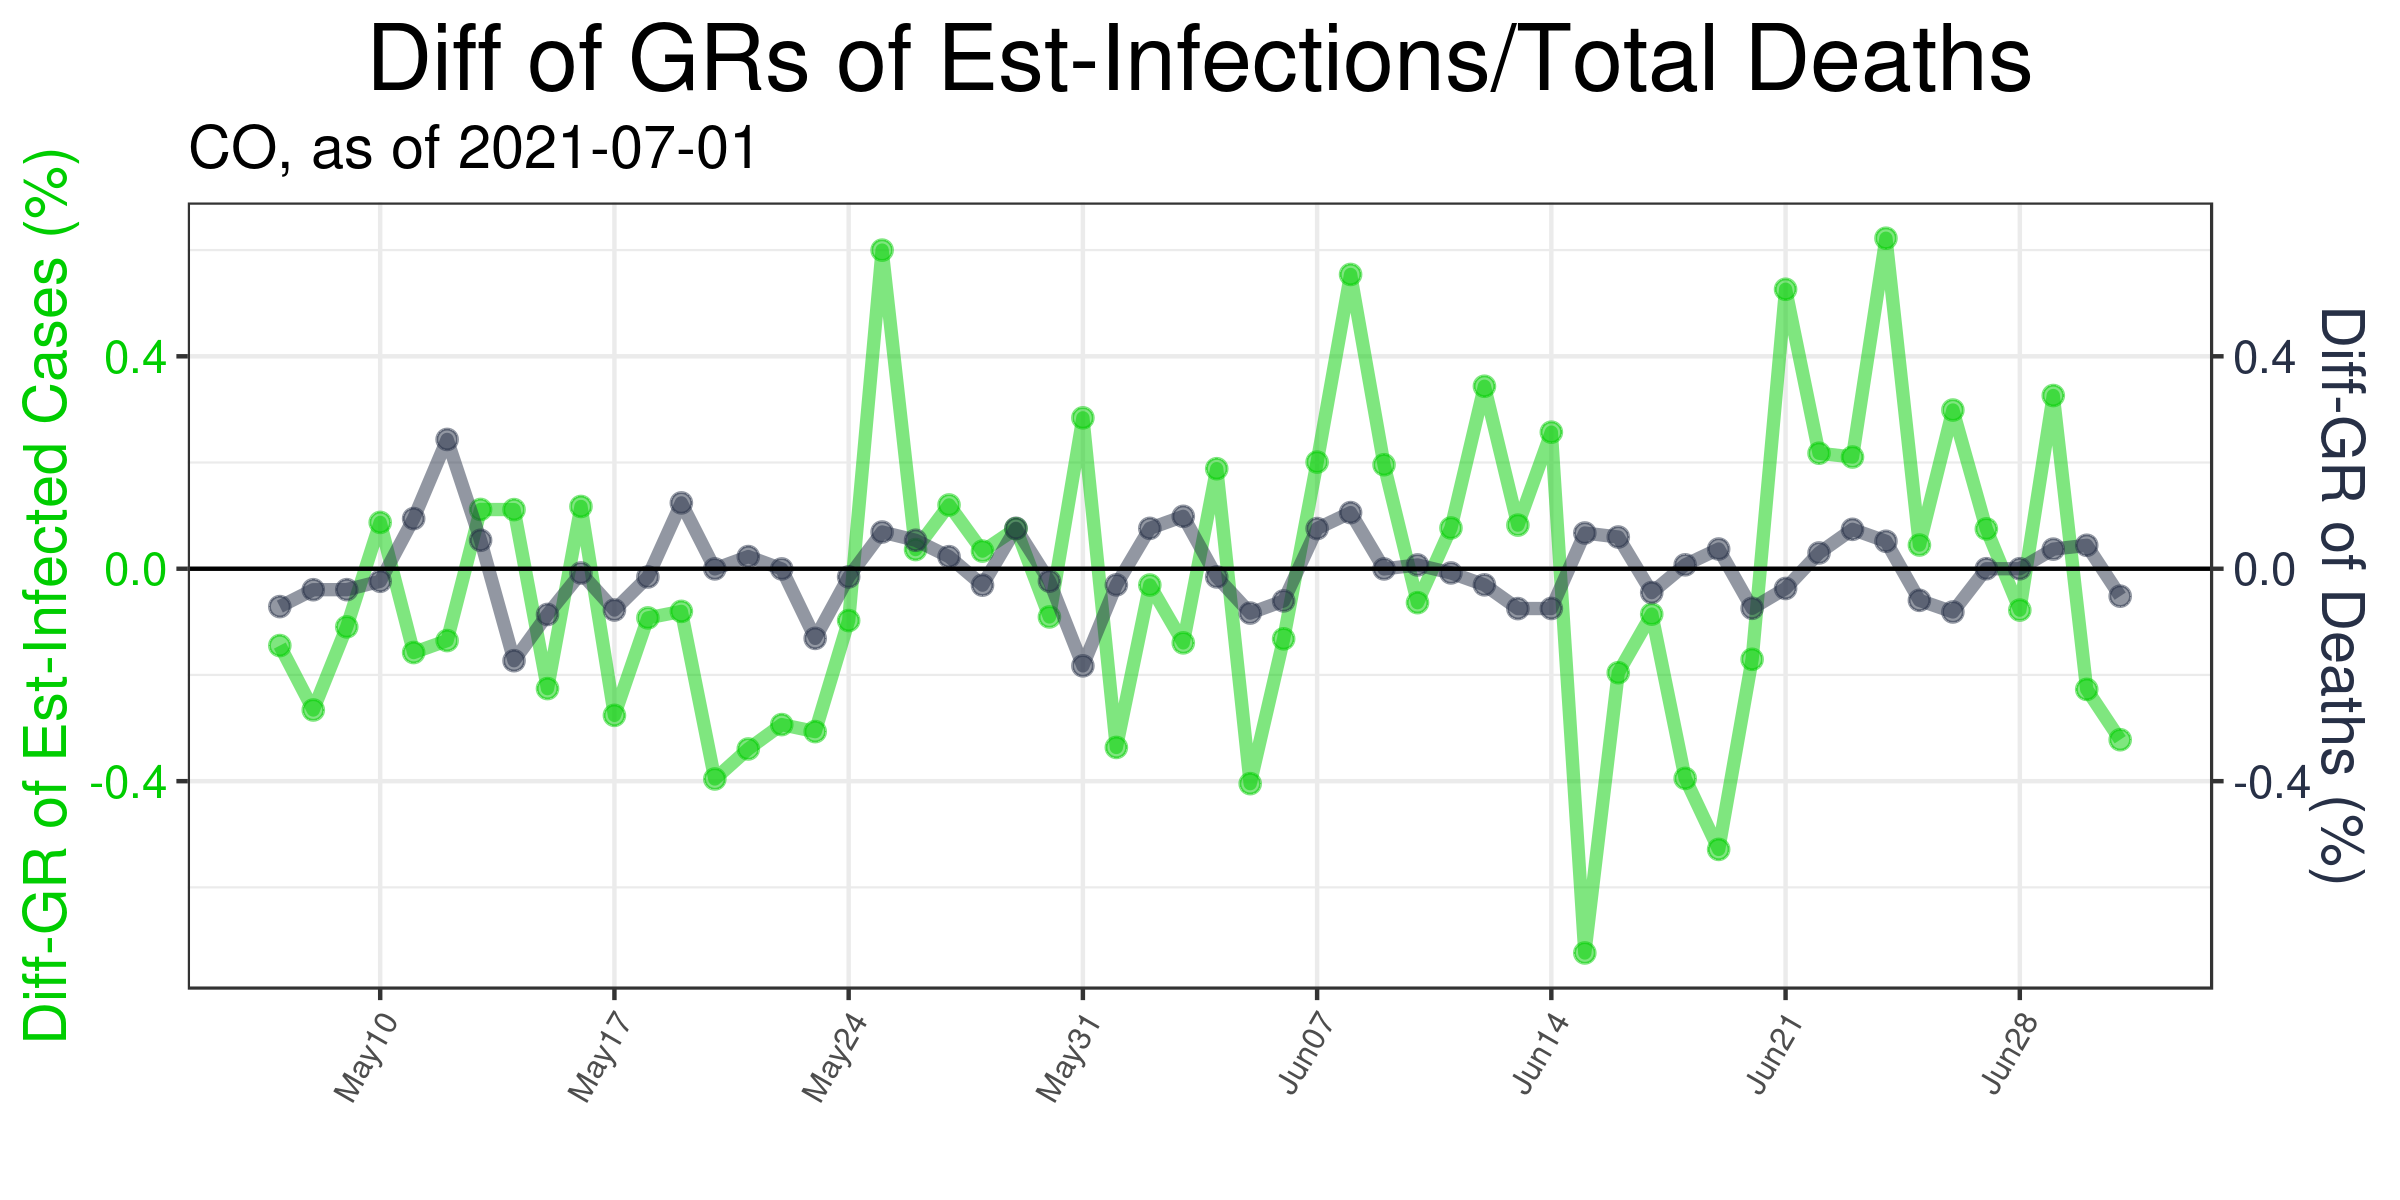 Diff of GRs of Est-Infections/Total Deaths
CO, as of 2021-07-01
Diff-GR of Est-Infected Cases (%)
0.4
0.0
-0.4
0.4
0.0
-0.4
Diff-GR of Deaths (%)
May10
May17
May24
May31
Jun07
Jun14
Jun21
Jun28